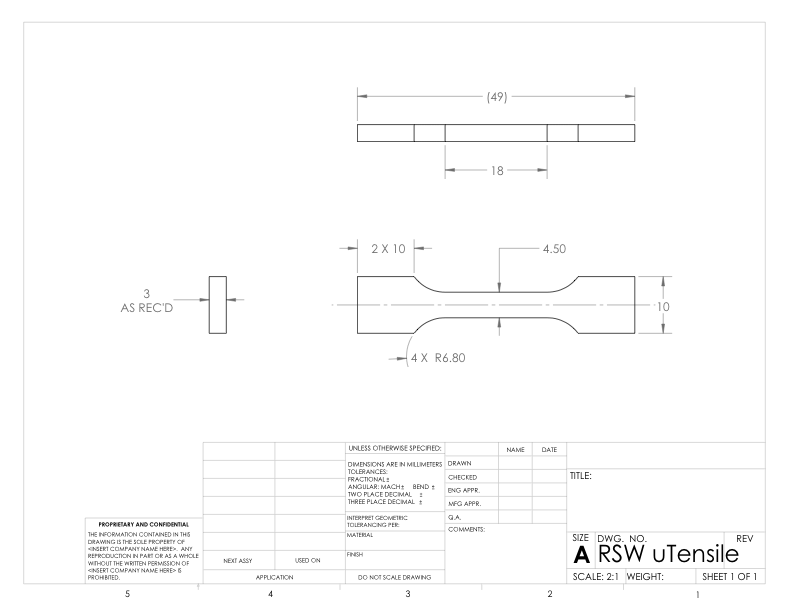 (49)
18
2 X 10
4.50
3
AS REC'D
10
4 X R6.80
UNLESS OTHERWISE SPECIFIED:
NAME
DATE
DIMENSIONS ARE IN MILLIMETERS
TOLERANCES:
FRACTIONAL ±
ANGULAR: MACH ± BEND ±
TWO PLACE DECIMAL ±
THREE PLACE DECIMAL ±
DRAWN
CHECKED
ENG APPR.
MFG APPR.
INTERPRET GEOMETRIC
TOLERANCING PER:
Q.A.
COMMENTS:
MATERIAL
FINISH
TITLE:
PROPRIETARY AND CONFIDENTIAL
THE INFORMATION CONTAINED IN THIS
DRAWING IS THE SOLE PROPERTY OF
<INSERT COMPANY NAME HERE>. ANY
REPRODUCTION IN PART OR AS A WHOLE
WITHOUT THE WRITTEN PERMISSION OF
<INSERT COMPANY NAME HERE> IS
PROHIBITED.
NEXT ASSY
USED ON
APPLICATION
DO NOT SCALE DRAWING
SIZE
DWG. NO.
REV
A
RSW uTensile
SCALE: 2:1
WEIGHT:
SHEET 1 OF 1
5
4
3
2
1